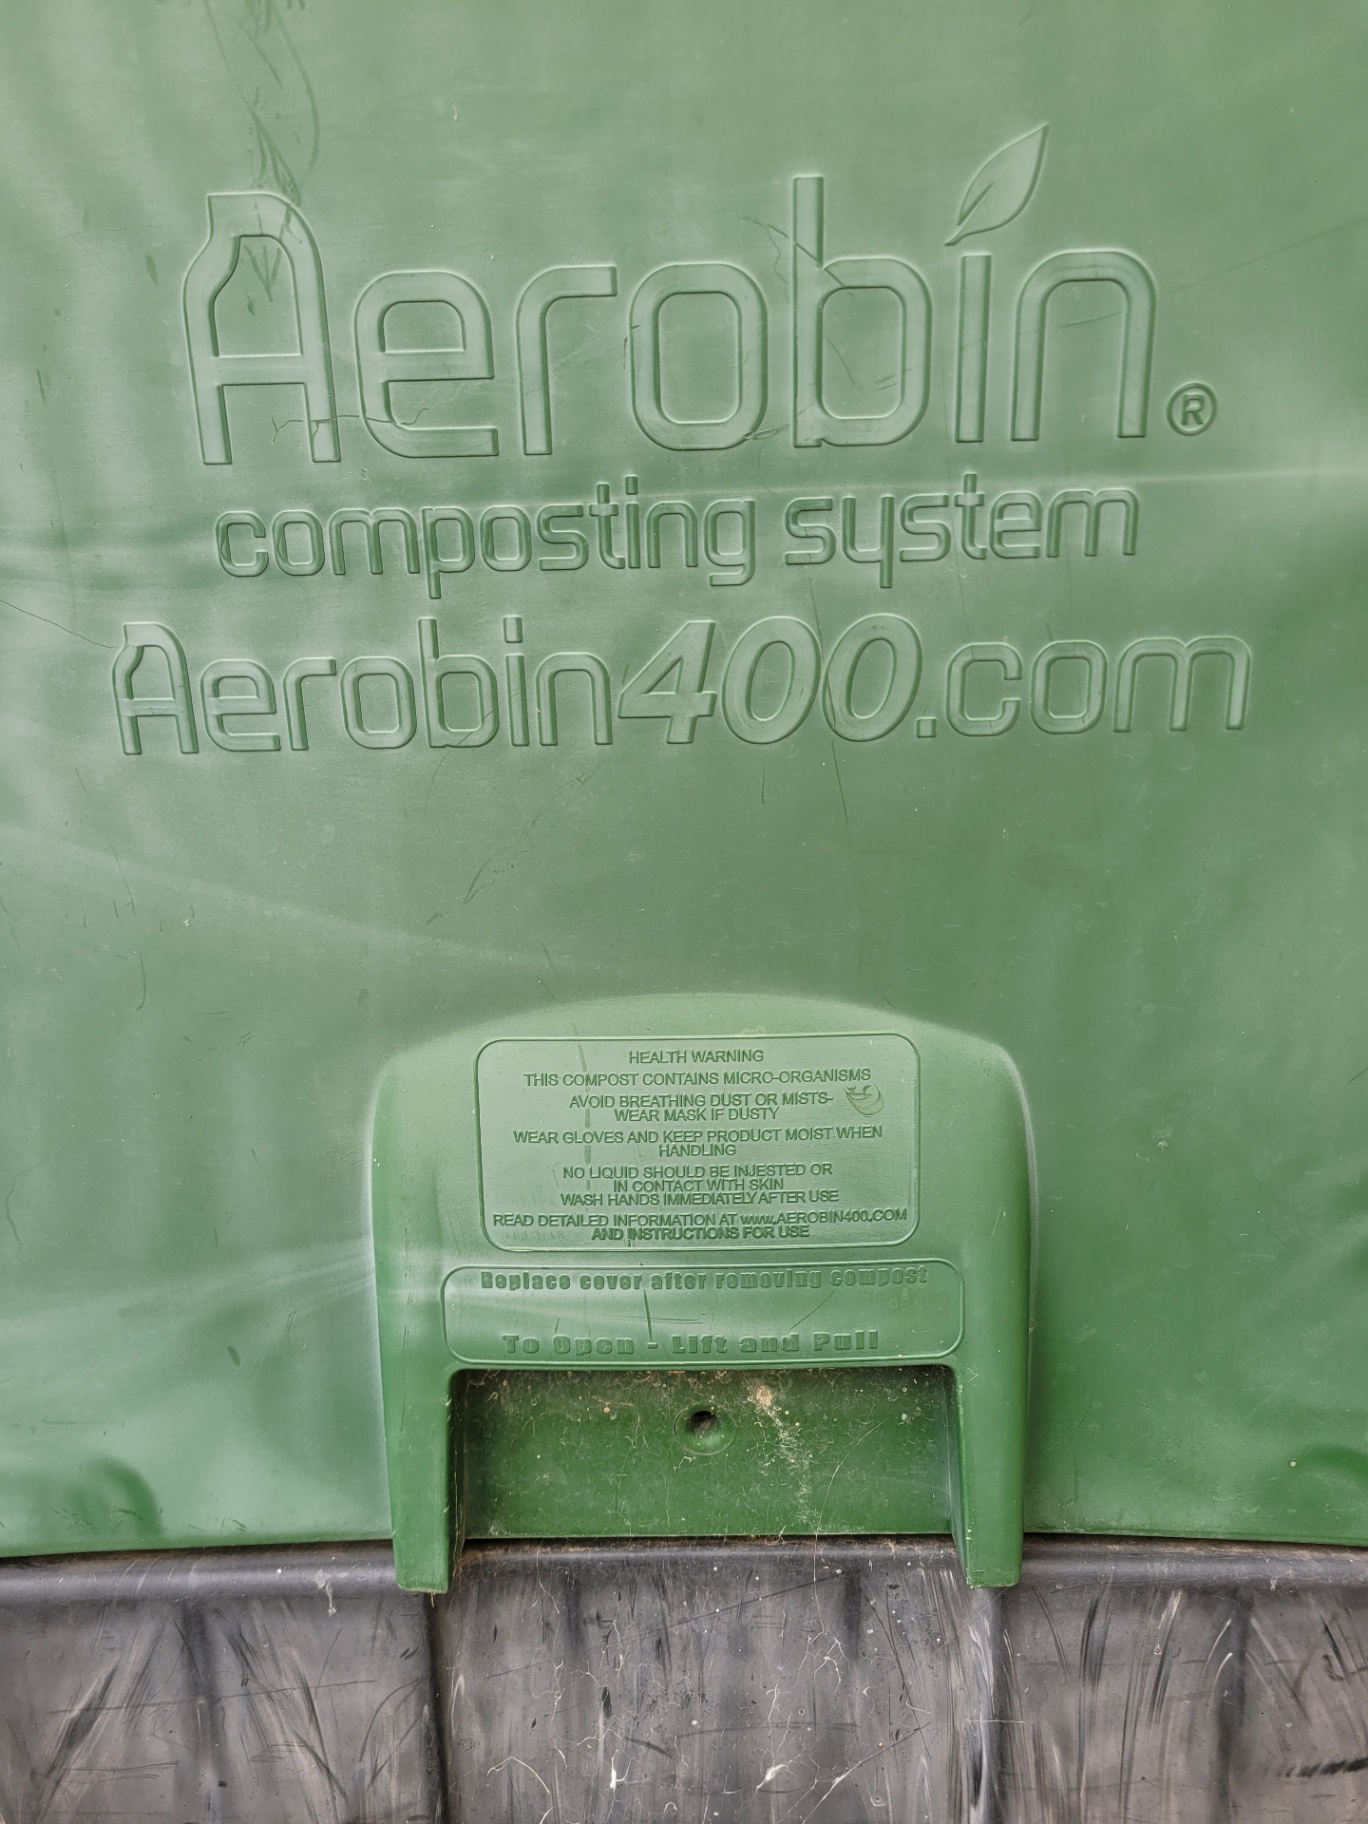 Aerobin®
composting system
Aerobin400.com
HEALTH WARNING
THIS COMPOST CONTAINS MICRO-ORGANISMS
AVOID BREATHING DUST OR MISTS-
WEAR MASK IF DUSTY
WEAR GLOVES AND KEEP PRODUCT MOIST WHEN
HANDLING
NO LIQUID SHOULD BE INJESTED OR
IN CONTACT WITH SKIN
WASH HANDS IMMEDIATELY AFTER USE
READ DETAILED INFORMATION AT www.AEROBIN400.COM
AND INSTRUCTIONS FOR USE
Replace cover after removing compost
To Open - Lift and Pull